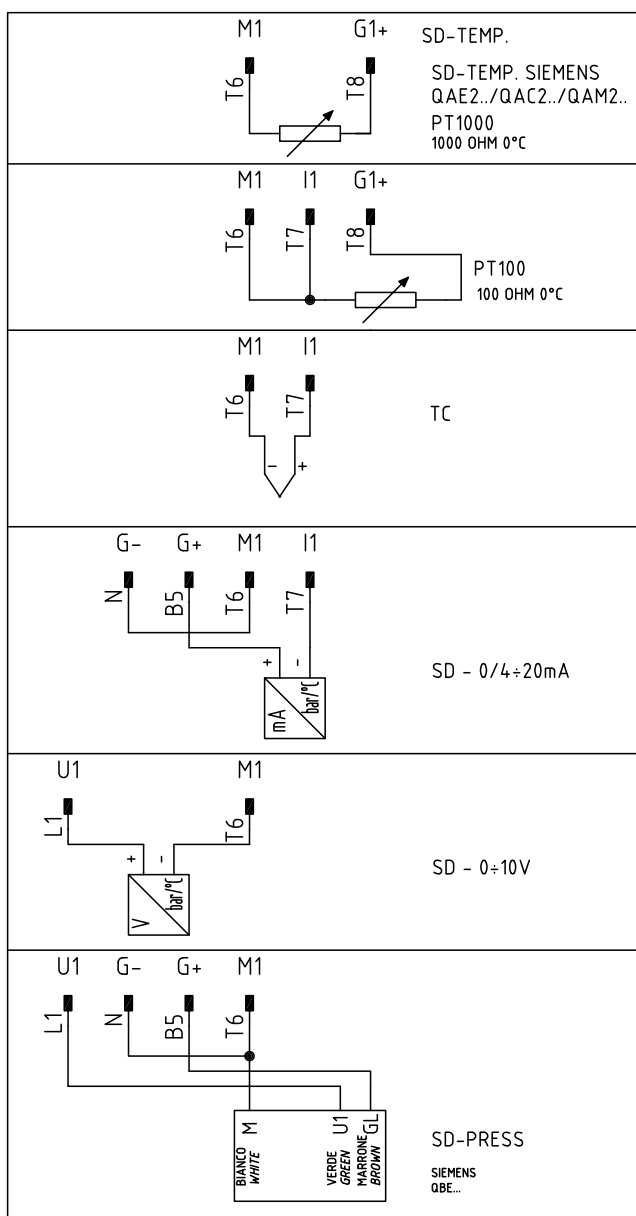 M1 G1+ SD-TEMP.
T6 T8
SD-TEMP. SIEMENS
QAE2../QAC2../QAM2..
PT1000
1000 OHM 0°C
M1 I1 G1+
T6 T7 T8
PT100
100 OHM 0°C
M1 I1
T6 T7
TC
- +
G- G+ M1 I1
N B5 T6 T7
+ -
SD - 0/4÷20mA
mA bar/°C
U1 M1
L1 T6
+ -
SD - 0÷10V
V bar/°C
U1 G- G+ M1
L1 N B5 T6
M U1 GL
BIANCO
WHITE
VERDE
GREEN
MARRONE
BROWN
SD-PRESS
SIEMENS
QBE...